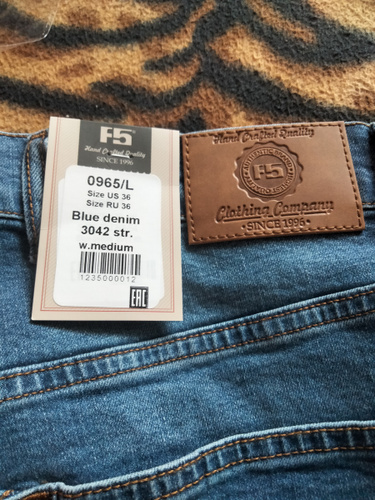 F5
Hand Crafted Quality
SINCE 1996
0965/L
Size US 36
Size RU 36
Blue denim
3042 str.
w.medium
1235000012
EAC
Hand Crafted Quality
F5
Clothing Company
•SINCE 1996•